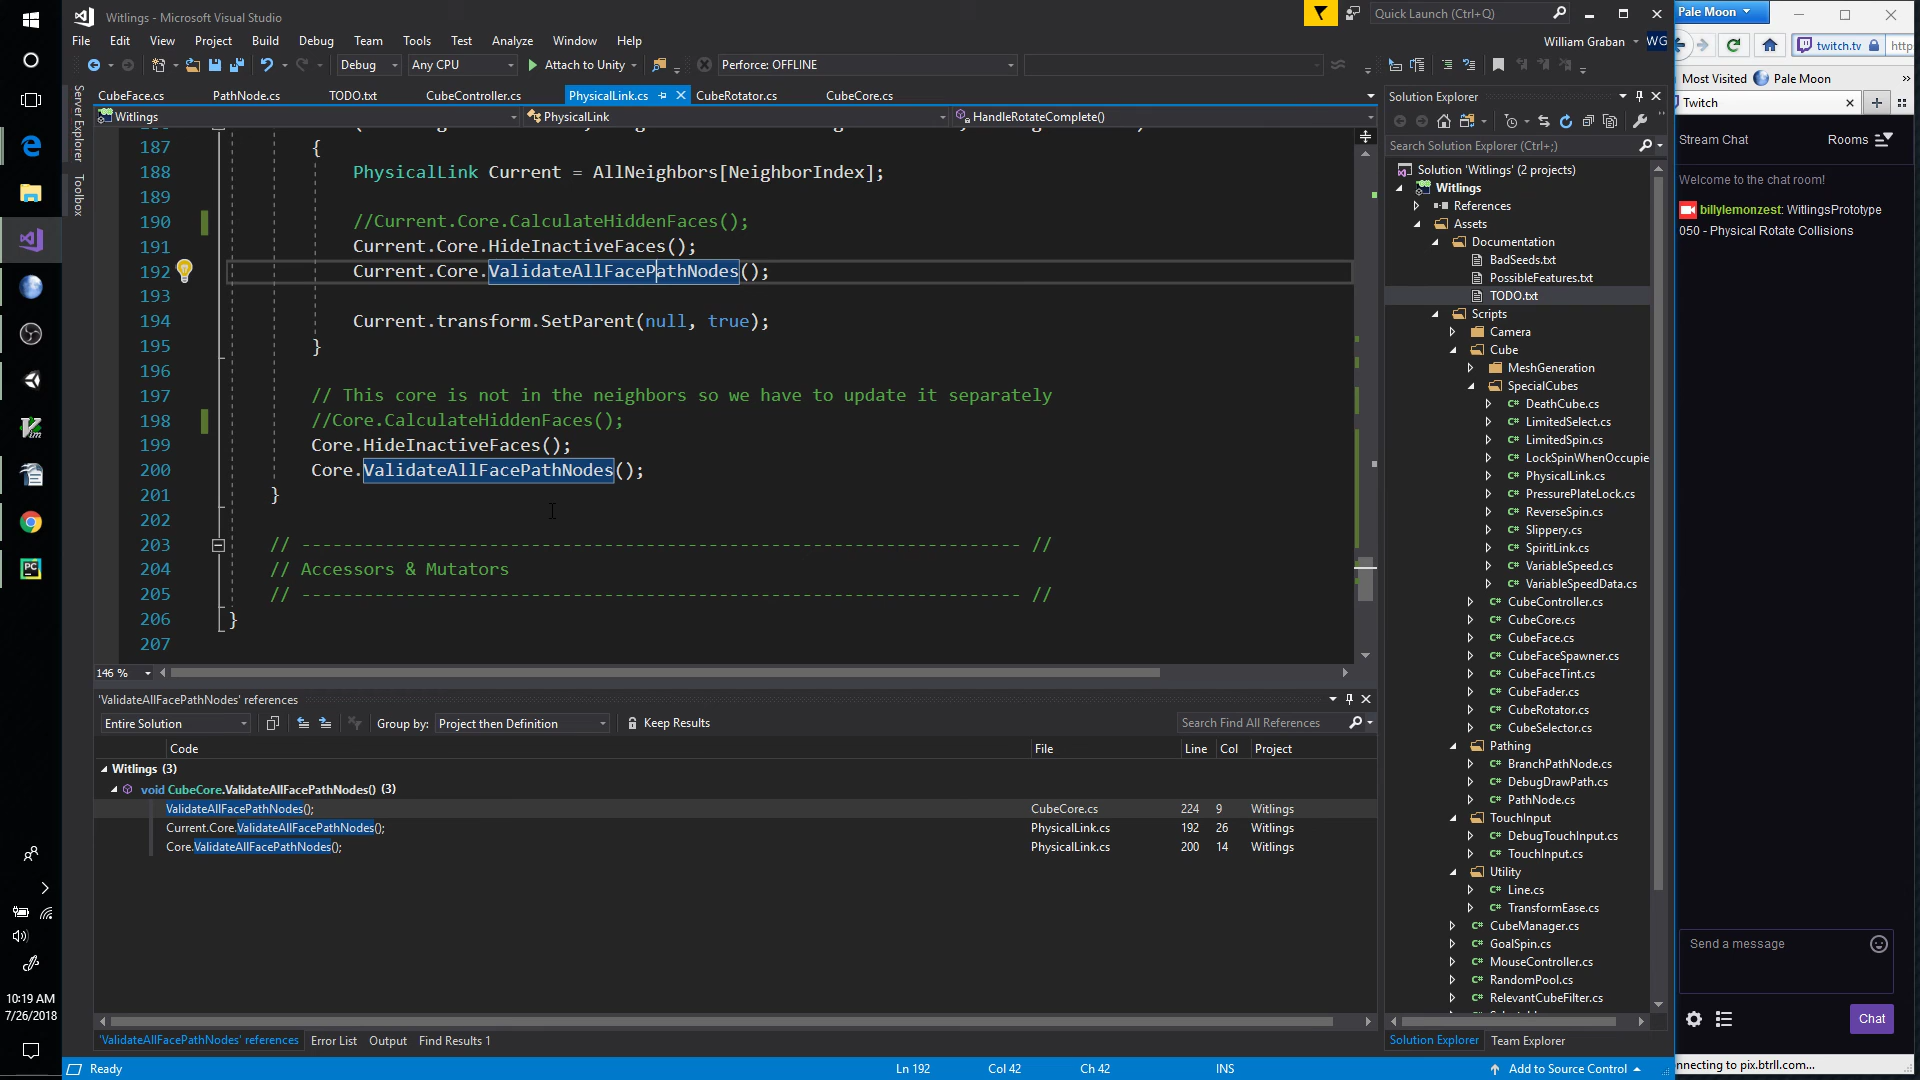 Witlings - Microsoft Visual Studio
Quick Launch (Ctrl+Q)
File Edit View Project Build Debug Team Tools Test Analyze Window Help
William Graban WG
Debug Any CPU Attach to Unity Perforce: OFFLINE
CubeFace.cs PathNode.cs TODO.txt CubeController.cs PhysicalLink.cs CubeRotator.cs CubeCore.cs
Witlings PhysicalLink HandleRotateComplete()
Server Explorer
Toolbox
187 {
188 PhysicalLink Current = AllNeighbors[NeighborIndex];
189
190 //Current.Core.CalculateHiddenFaces();
191 Current.Core.HideInactiveFaces();
192 Current.Core.ValidateAllFacePathNodes();
193
194 Current.transform.SetParent(null, true);
195 }
196
197 // This core is not in the neighbors so we have to update it separately
198 //Core.CalculateHiddenFaces();
199 Core.HideInactiveFaces();
200 Core.ValidateAllFacePathNodes();
201 }
202
203 // --------------------------------------------------------------------- //
204 // Accessors & Mutators
205 // --------------------------------------------------------------------- //
206 }
207
146 %
'ValidateAllFacePathNodes' references
Entire Solution Group by: Project then Definition Keep Results Search Find All References
Code File Line Col Project
Witlings (3)
void CubeCore.ValidateAllFacePathNodes() (3)
ValidateAllFacePathNodes(); CubeCore.cs 224 9 Witlings
Current.Core.ValidateAllFacePathNodes(); PhysicalLink.cs 192 26 Witlings
Core.ValidateAllFacePathNodes(); PhysicalLink.cs 200 14 Witlings
'ValidateAllFacePathNodes' references Error List Output Find Results 1
Ready Ln 192 Col 42 Ch 42 INS Add to Source Control
Solution Explorer
Search Solution Explorer (Ctrl+;)
Solution 'Witlings' (2 projects)
Witlings
References
Assets
Documentation
BadSeeds.txt
PossibleFeatures.txt
TODO.txt
Scripts
Camera
Cube
MeshGeneration
SpecialCubes
DeathCube.cs
LimitedSelect.cs
LimitedSpin.cs
LockSpinWhenOccupie
PhysicalLink.cs
PressurePlateLock.cs
ReverseSpin.cs
Slippery.cs
SpiritLink.cs
VariableSpeed.cs
VariableSpeedData.cs
CubeController.cs
CubeCore.cs
CubeFace.cs
CubeFaceSpawner.cs
CubeFaceTint.cs
CubeFader.cs
CubeRotator.cs
CubeSelector.cs
Pathing
BranchPathNode.cs
DebugDrawPath.cs
PathNode.cs
TouchInput
DebugTouchInput.cs
TouchInput.cs
Utility
Line.cs
TransformEase.cs
CubeManager.cs
GoalSpin.cs
MouseController.cs
RandomPool.cs
RelevantCubeFilter.cs
Solution Explorer Team Explorer
Pale Moon
twitch.tv http
Most Visited Pale Moon
Twitch
Stream Chat Rooms
Welcome to the chat room!
billylemonzest: WitlingsPrototype
050 - Physical Rotate Collisions
Send a message
Chat
nnecting to pix.btrll.com...
10:19 AM
7/26/2018